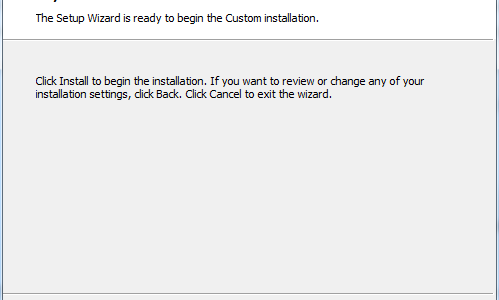 The Setup Wizard is ready to begin the Custom installation.
Click Install to begin the installation. If you want to review or change any of your
installation settings, click Back. Click Cancel to exit the wizard.